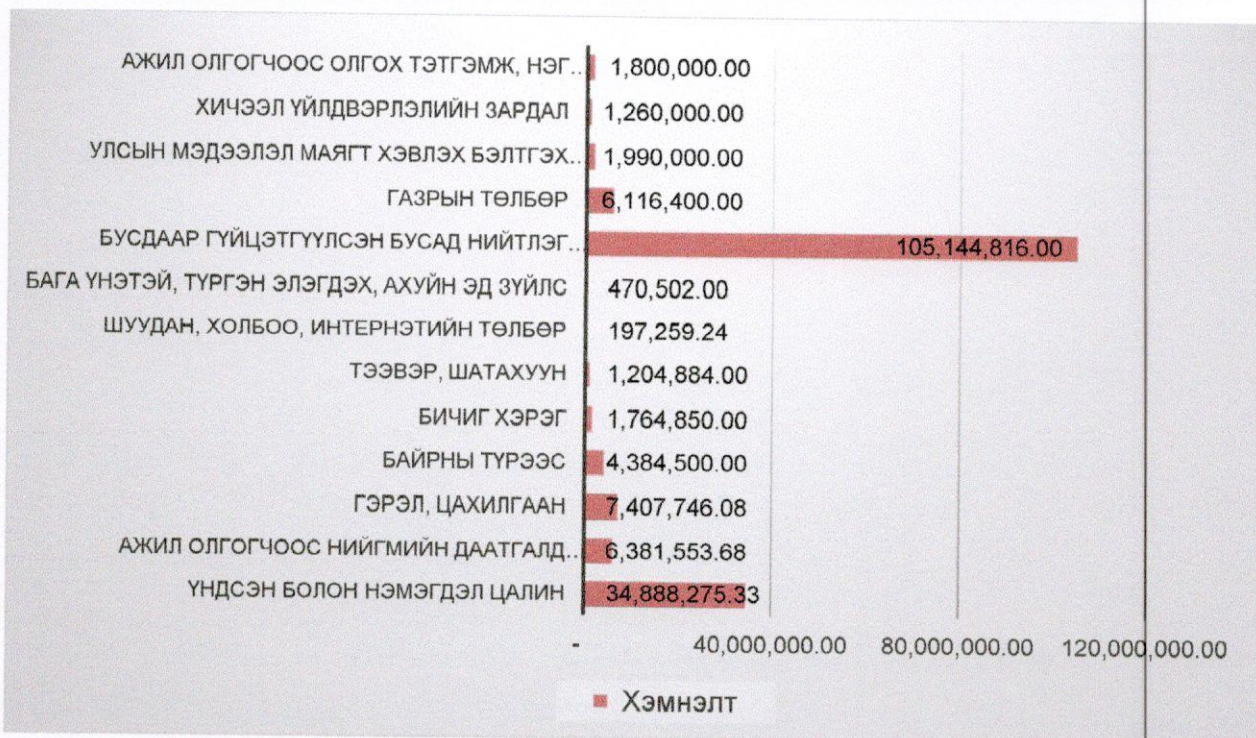 АЖИЛ ОЛГОГЧООС ОЛГОХ ТЭТГЭМЖ, НЭГ.. 1,800,000.00
ХИЧЭЭЛ ҮЙЛДВЭРЛЭЛИЙН ЗАРДАЛ 1,260,000.00
УЛСЫН МЭДЭЭЛЭЛ МАЯГТ ХЭВЛЭХ БЭЛТГЭХ.. 1,990,000.00
ГАЗРЫН ТӨЛБӨР 6,116,400.00
БУСДААР ГҮЙЦЭТГҮҮЛСЭН БУСАД НИЙТЛЭГ.. 105,144,816.00
БАГА ҮНЭТЭЙ, ТҮРГЭН ЭЛЭГДЭХ, АХУЙН ЭД ЗҮЙЛС 470,502.00
ШУУДАН, ХОЛБОО, ИНТЕРНЭТИЙН ТӨЛБӨР 197,259.24
ТЭЭВЭР, ШАТАХУУН 1,204,884.00
БИЧИГ ХЭРЭГ 1,764,850.00
БАЙРНЫ ТҮРЭЭС 4,384,500.00
ГЭРЭЛ, ЦАХИЛГААН 7,407,746.08
АЖИЛ ОЛГОГЧООС НИЙГМИЙН ДААТГАЛД.. 6,381,553.68
ҮНДСЭН БОЛОН НЭМЭГДЭЛ ЦАЛИН 34,888,275.33
- 40,000,000.00 80,000,000.00 120,000,000.00
Хэмнэлт